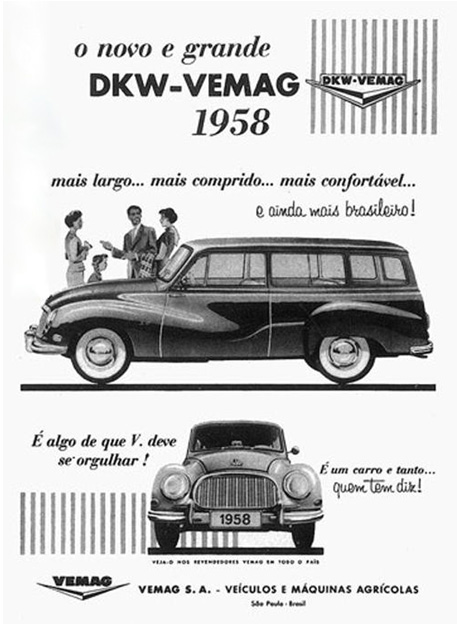 o novo e grande
DKW-VEMAG
1958
DKW-VEMAG
mais largo... mais comprido... mais confortável...
e ainda mais brasileiro!
É algo de que V. deve
se orgulhar!
É um carro e tanto...
quem tem diz!
1958
VEJA-O NOS REVENDEDORES VEMAG EM TODO O PAÍS
VEMAG
VEMAG S. A. - VEÍCULOS E MÁQUINAS AGRÍCOLAS
São Paulo - Brasil